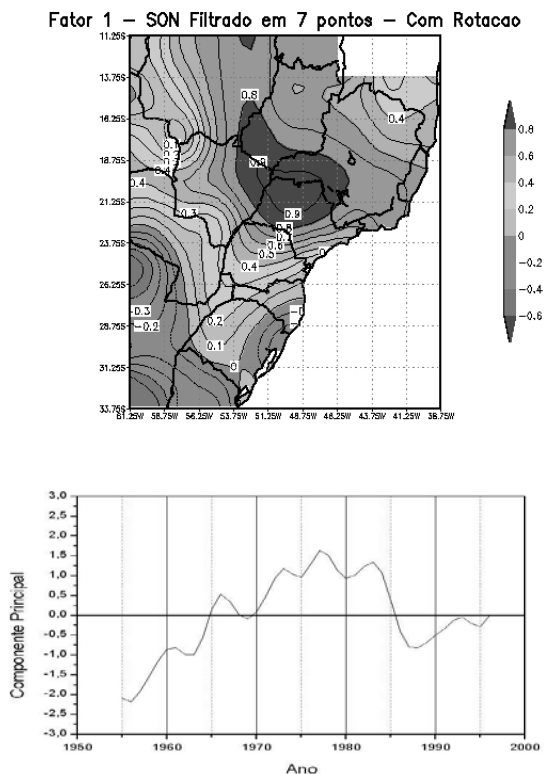 Fator 1 – SON Filtrado em 7 pontos – Com Rotacao
11.25S
13.75S
16.25S
18.75S
21.25S
23.75S
26.25S
28.75S
31.25S
33.75S
61.25W 58.75W 56.25W 53.75W 51.25W 48.75W 46.25W 43.75W 41.25W 38.75W
0.8
0.4
0.1
0.4
0.3
0.9
0.8
0.5
0.4
0
-0.3
-0.2
0.2
0.1
0
0.8
0.6
0.4
0.2
0
-0.2
-0.4
-0.6
3,0
2,5
2,0
1,5
1,0
0,5
0,0
-0,5
-1,0
-1,5
-2,0
-2,5
-3,0
Componente Principal
1950 1960 1970 1980 1990 2000
Ano